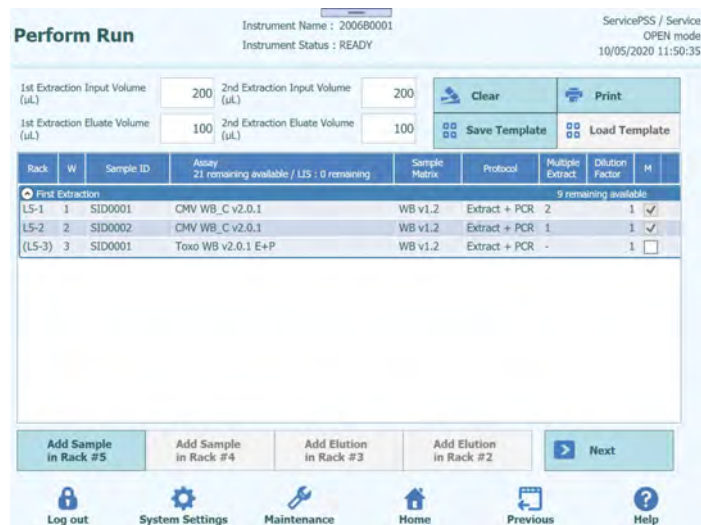 Perform Run
Instrument Name : 2006B0001
Instrument Status : READY
ServicePSS / Service
OPEN mode
10/05/2020 11:50:35
1st Extraction Input Volume (μL) 200 2nd Extraction Input Volume (μL) 200
1st Extraction Eluate Volume (μL) 100 2nd Extraction Eluate Volume (μL) 100
Clear Print
Save Template Load Template
Rack W Sample ID Assay 21 remaining available / LIS : 0 remaining Sample Matrix Protocol Multiple Extract Dilution Factor M
First Extraction 9 remaining available
L5-1 1 SID0001 CMV WB_C v2.0.1 WB v1.2 Extract + PCR 2 1
L5-2 2 SID0002 CMV WB_C v2.0.1 WB v1.2 Extract + PCR 1 1
(L5-3) 3 SID0001 Toxo WB v2.0.1 E+P WB v1.2 Extract + PCR - 1
Add Sample in Rack #5 Add Sample in Rack #4 Add Elution in Rack #3 Add Elution in Rack #2 Next
Log out System Settings Maintenance Home Previous Help